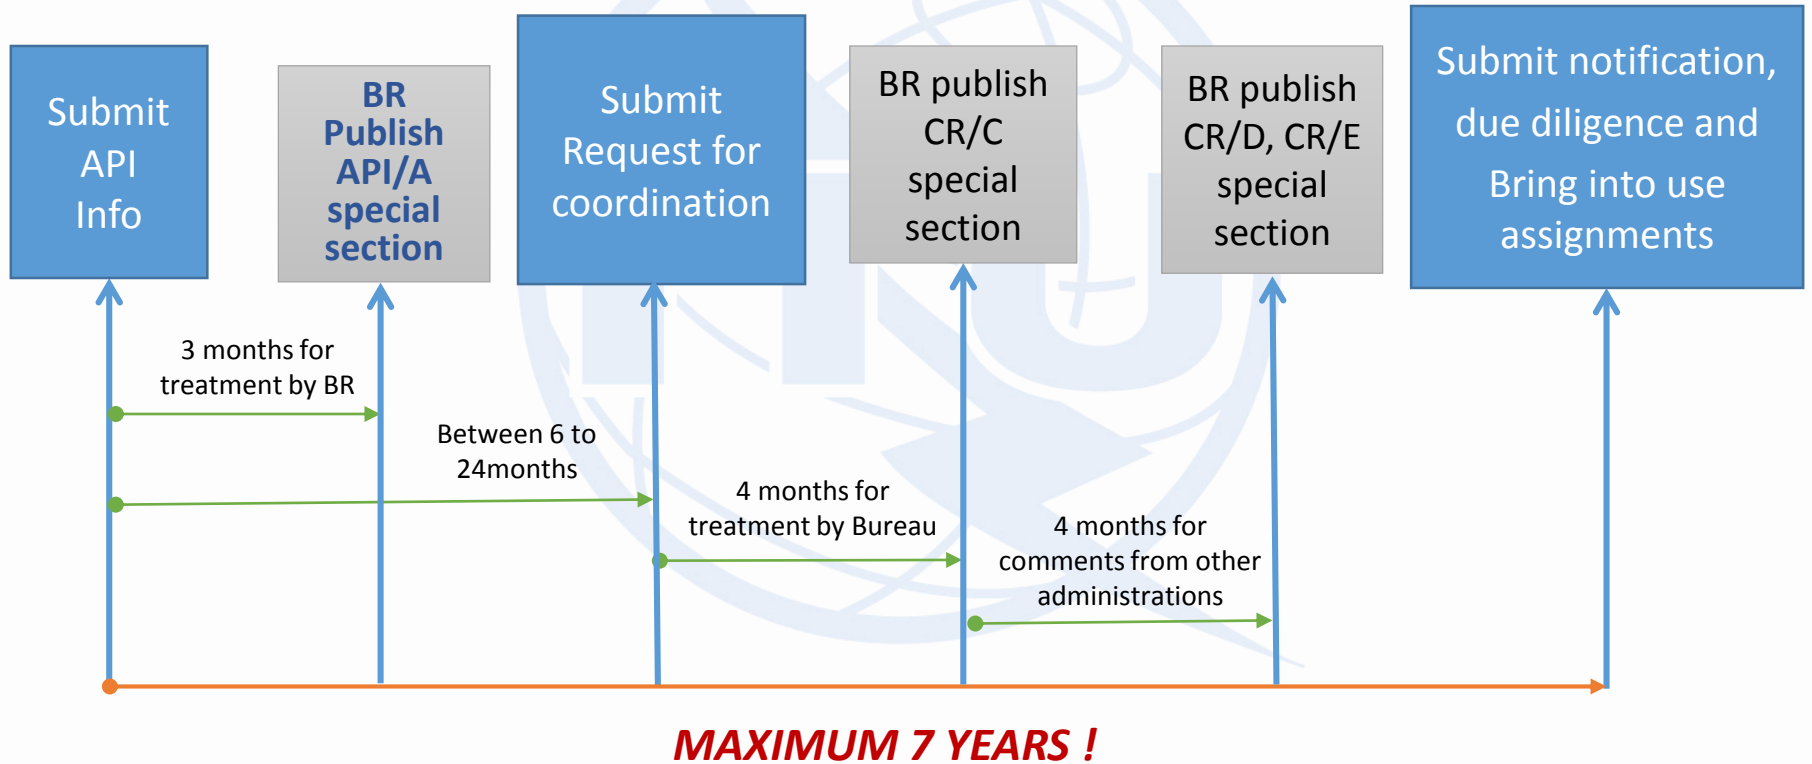 Submit
API
Info
BR
Publish
API/A
special
section
Submit
Request for
coordination
BR publish
CR/C
special
section
BR publish
CR/D, CR/E
special
section
Submit notification,
due diligence and
Bring into use
assignments
3 months for
treatment by BR
Between 6 to
24months
4 months for
treatment by Bureau
4 months for
comments from other
administrations
MAXIMUM 7 YEARS !
ITU